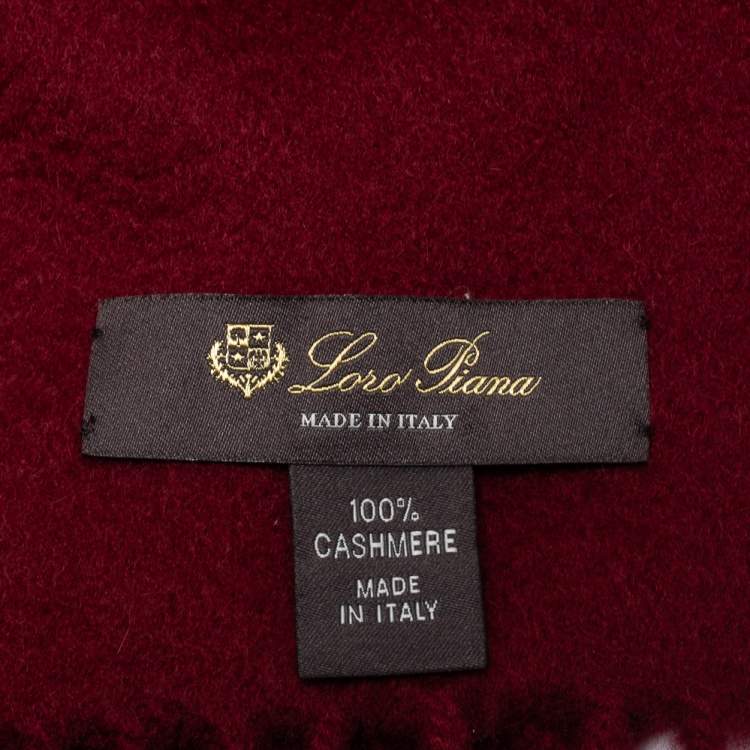 Loro Piana
MADE IN ITALY
100%
CASHMERE
MADE
IN ITALY